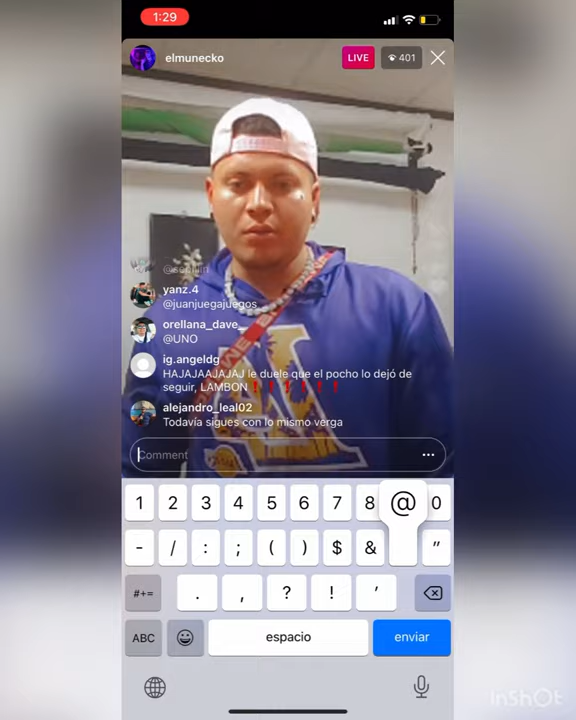 1:29
elmunecko
LIVE
401
yanz.4
@juanjuegajuegos
orellana_dave_
@UNO
ig.angeldg
HAJAJAAJAJAJ le duele que el pocho lo dejó de
seguir, LAMBON❗❗❗❗❗❗
alejandro_leal02
Todavía sigues con lo mismo verga
Comment
1 2 3 4 5 6 7 8 @ 0
- / : ; ( ) $ & "
#+= . , ? ! '
ABC espacio enviar
InShOt